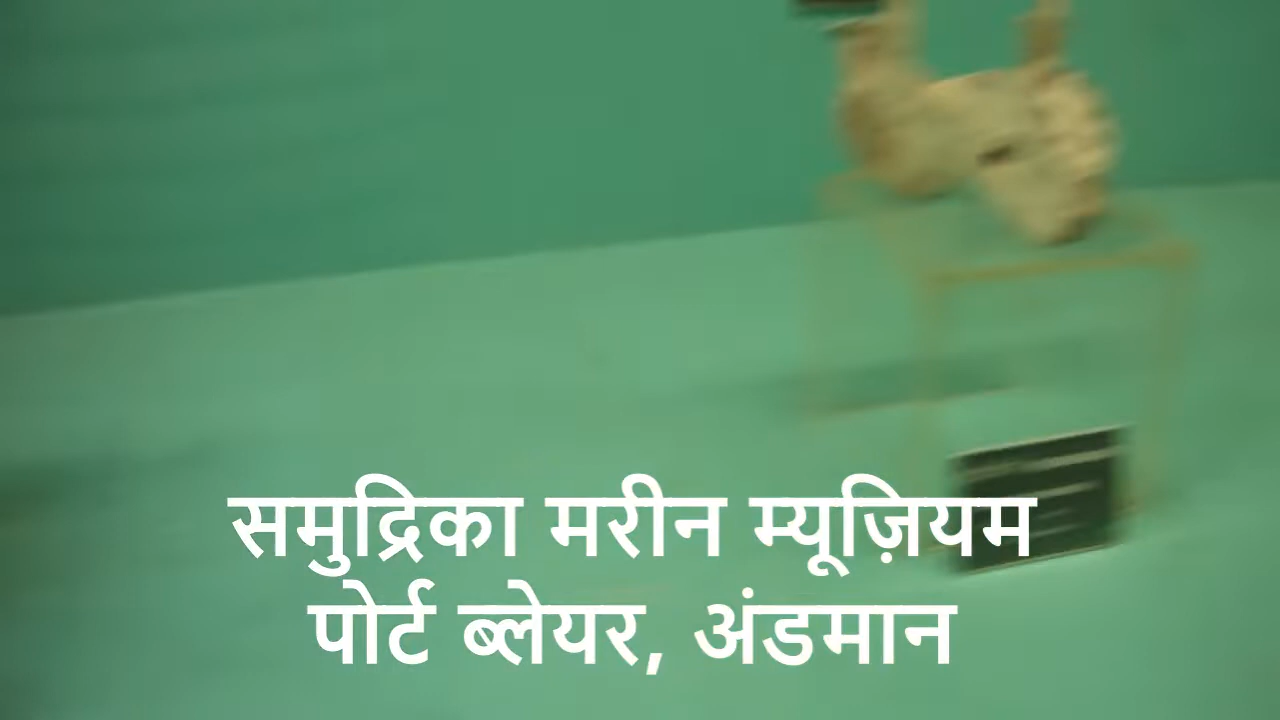 समुद्रिका मरीन म्यूज़ियम
पोर्ट ब्लेयर, अंडमान